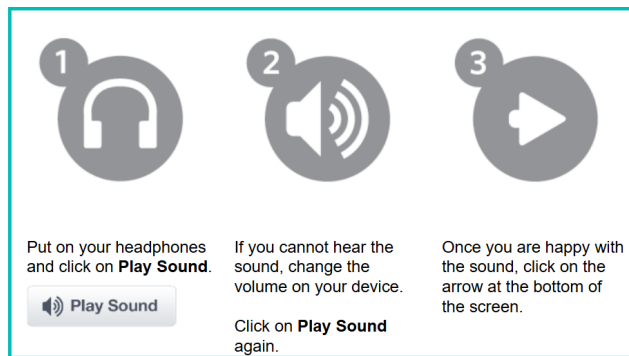 1
Put on your headphones
and click on Play Sound.
Play Sound
2
If you cannot hear the
sound, change the
volume on your device.
Click on Play Sound
again.
3
Once you are happy with
the sound, click on the
arrow at the bottom of
the screen.